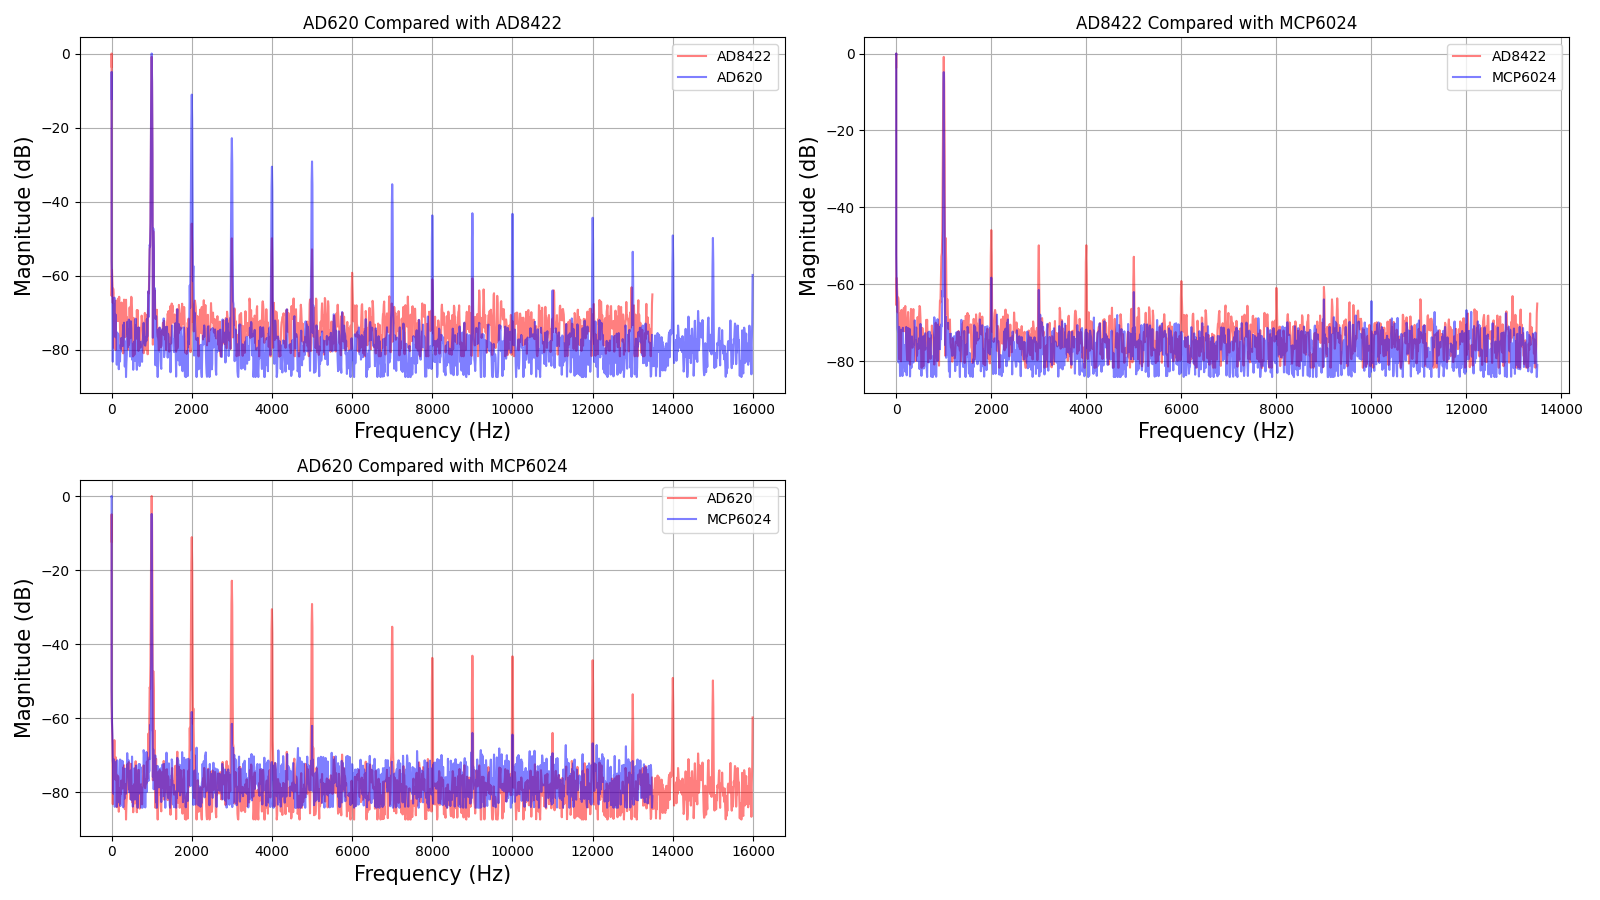 AD620 Compared with AD8422
Magnitude (dB)
0
−20
−40
−60
−80
AD8422
AD620
0 2000 4000 6000 8000 10000 12000 14000 16000
Frequency (Hz)
AD8422 Compared with MCP6024
Magnitude (dB)
0
−20
−40
−60
−80
AD8422
MCP6024
0 2000 4000 6000 8000 10000 12000 14000
Frequency (Hz)
AD620 Compared with MCP6024
Magnitude (dB)
0
−20
−40
−60
−80
AD620
MCP6024
0 2000 4000 6000 8000 10000 12000 14000 16000
Frequency (Hz)